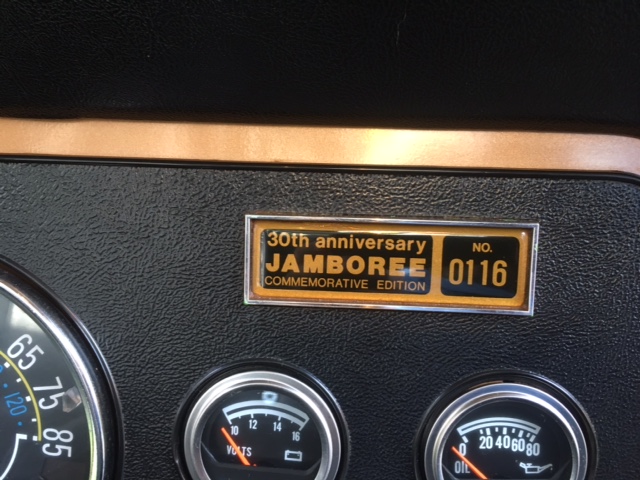 30th anniversary
JAMBOREE
COMMEMORATIVE EDITION
NO.
0116
65
75
85
120
10 12 14 16
VOLTS
0 20 40 60 80
OIL